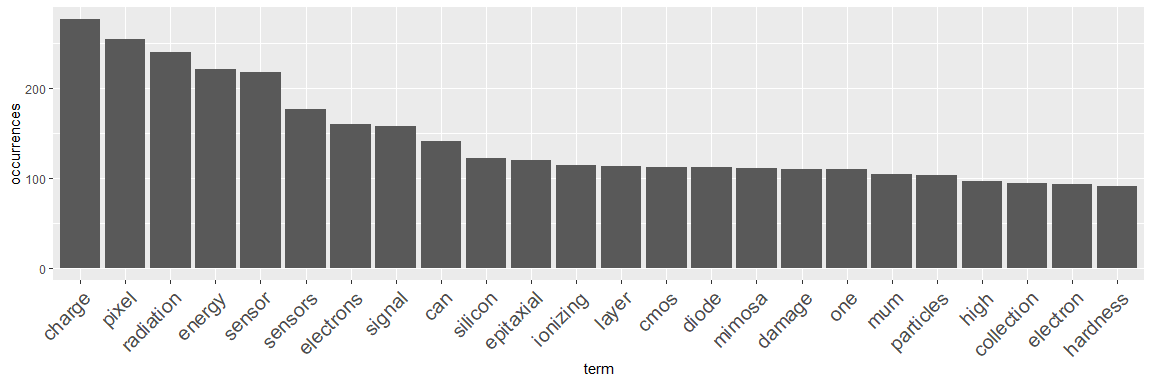 occurrences
200
100
0
charge
pixel
radiation
energy
sensor
sensors
electrons
signal
can
silicon
epitaxial
ionizing
layer
cmos
diode
mimosa
damage
one
mum
particles
high
collection
electron
hardness
term